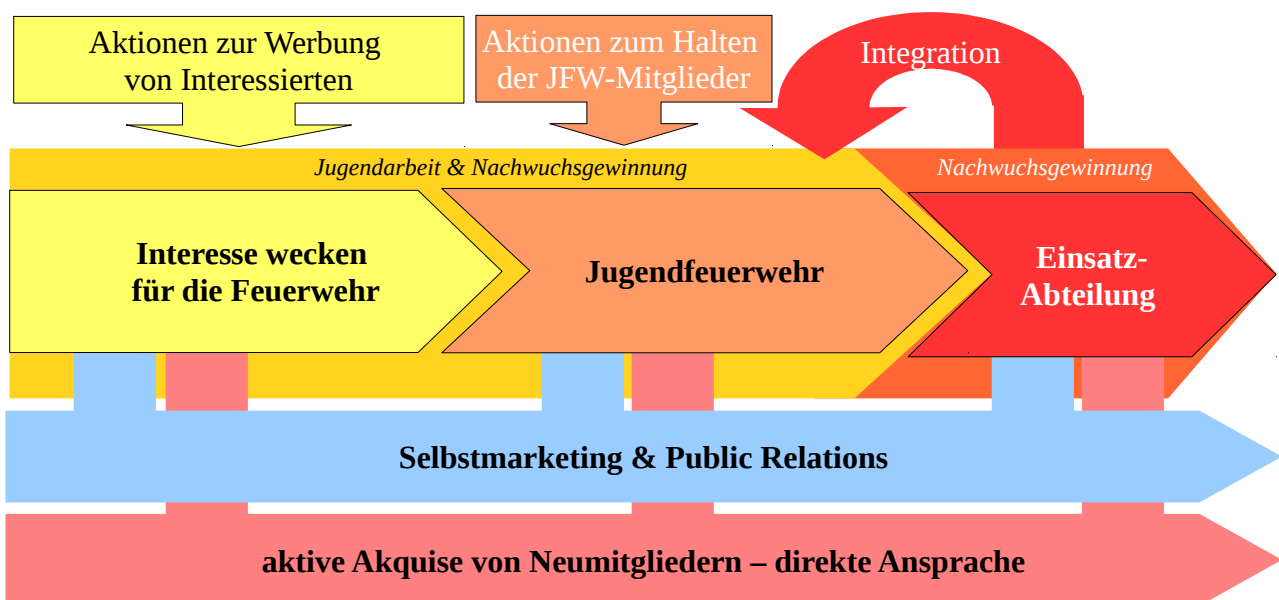 Aktionen zur Werbung
von Interessierten
Aktionen zum Halten
der JFW-Mitglieder
Integration
Jugendarbeit & Nachwuchsgewinnung
Nachwuchsgewinnung
Interesse wecken
für die Feuerwehr
Jugendfeuerwehr
Einsatz-
Abteilung
Selbstmarketing & Public Relations
aktive Akquise von Neumitgliedern – direkte Ansprache